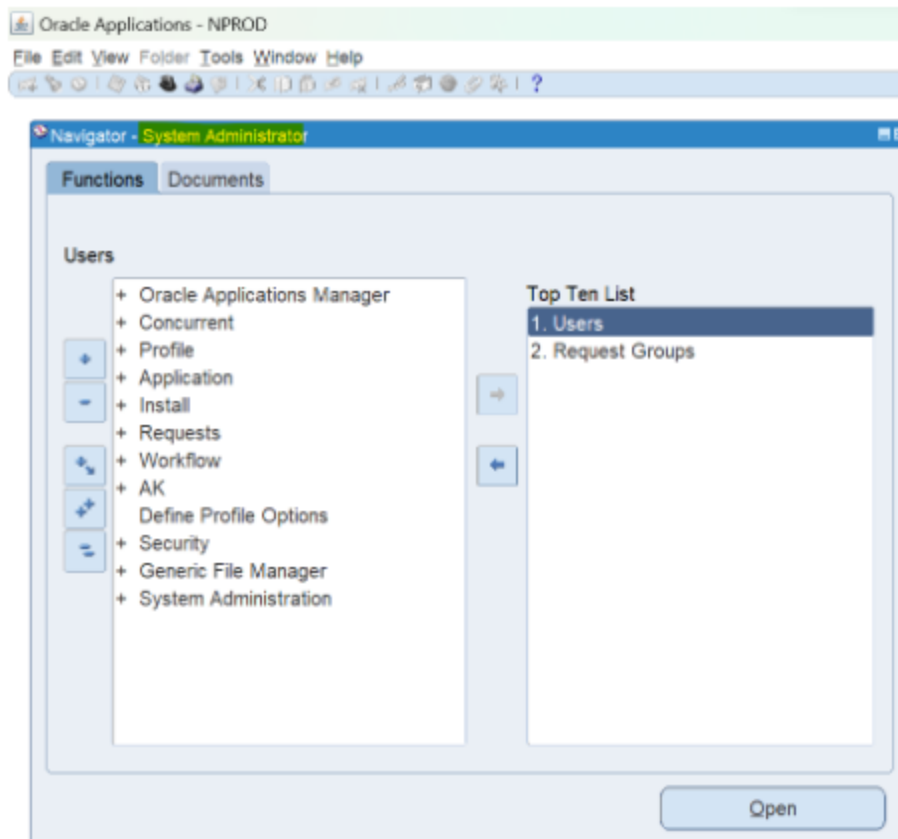 Oracle Applications - NPROD
File Edit View Folder Tools Window Help
?
Navigator - System Administrator
Functions Documents
Users
+ Oracle Applications Manager
+ Concurrent
+ Profile
+ Application
+ Install
+ Requests
+ Workflow
+ AK
Define Profile Options
+ Security
+ Generic File Manager
+ System Administration
Top Ten List
1. Users
2. Request Groups
Open